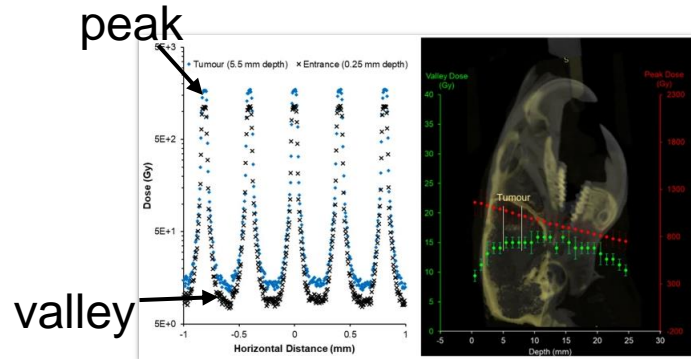 peak
valley
5E+3
Tumour (5.5 mm depth) Entrance (0.25 mm depth)
5E+2
5E+1
5E+0
Dose (Gy)
-1 -0.5 0 0.5 1
Horizontal Distance (mm)
S
Valley Dose
(Gy)
40
35
30
25
20
15
10
5
0
Tumour
Peak Dose
(Gy)
2300
1800
1300
800
300
-200
-5 0 5 10 15 20 25 30
Depth (mm)